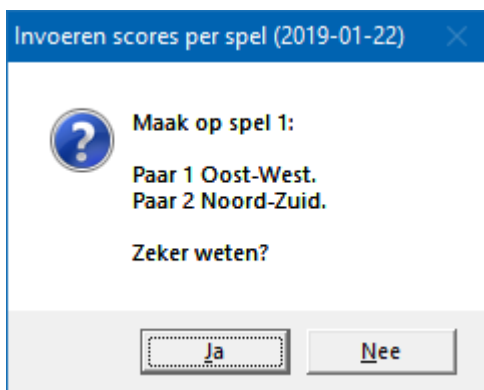 Invoeren scores per spel (2019-01-22)
Maak op spel 1:
Paar 1 Oost-West.
Paar 2 Noord-Zuid.
Zeker weten?
Ja
Nee